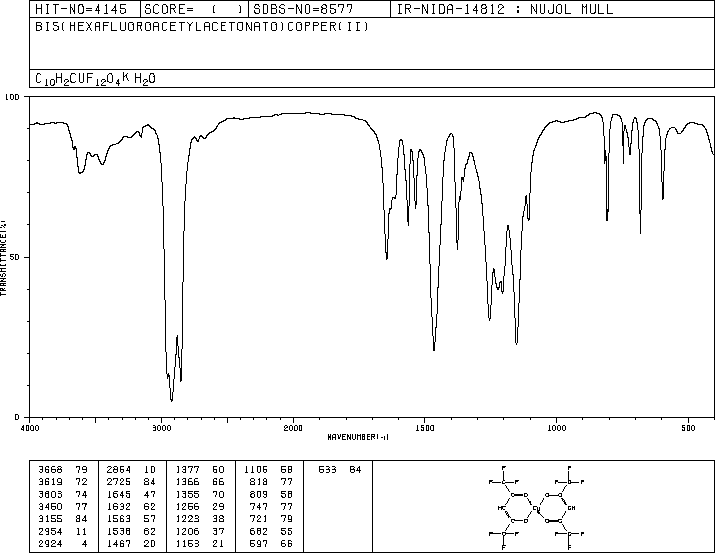 HIT-NO=4145 SCORE= ( ) SDBS-NO=8577 IR-NIDA-14812 : NUJOL MULL
BIS(HEXAFLUOROACETYLACETONATO)COPPER(II)
C10H2CUF12O4 X H2O
100
50
0
TRANSMITTANCE(%)
4000 3000 2000 1500 1000 500
WAVENUMBER(-1)
3668 79 2854 10 1377 50 1106 58 533 84
3619 72 2725 84 1366 66 818 77
3603 74 1645 47 1355 70 809 58
3450 77 1632 62 1256 29 747 77
3155 84 1563 57 1223 38 721 79
2954 11 1538 62 1206 37 682 55
2924 4 1467 20 1153 21 597 66